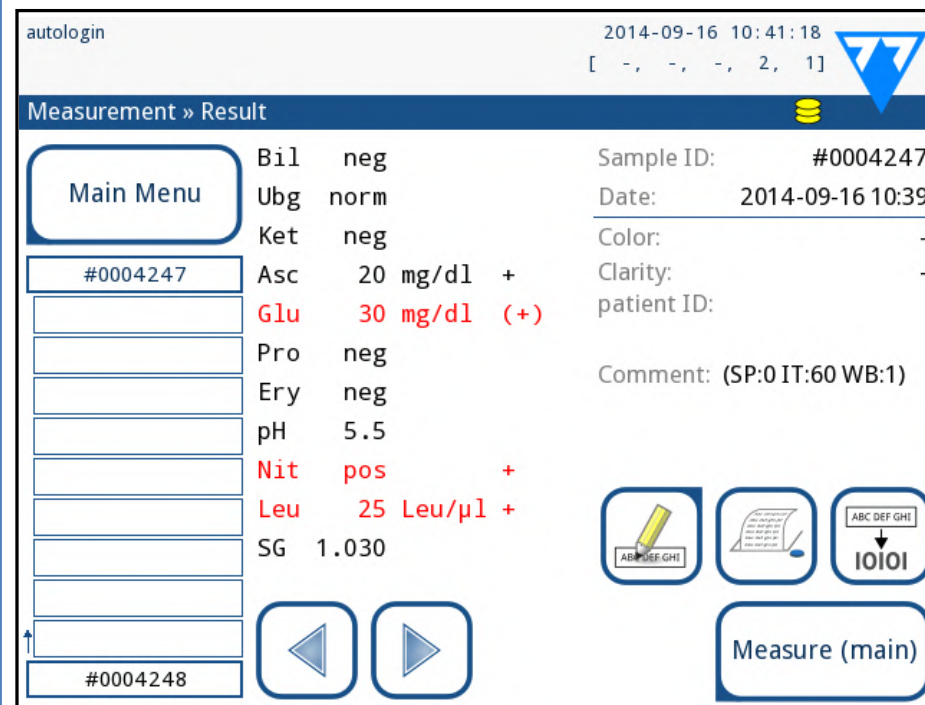 autologin
2014-09-16 10:41:18
[ -, -, -, 2, 1]
Measurement » Result
Main Menu
#0004247
#0004248
Bil neg
Ubg norm
Ket neg
Asc 20 mg/dl +
Glu 30 mg/dl (+)
Pro neg
Ery neg
pH 5.5
Nit pos +
Leu 25 Leu/µl +
SG 1.030
Sample ID: #0004247
Date: 2014-09-16 10:39
Color: -
Clarity: -
patient ID:
Comment: (SP:0 IT:60 WB:1)
ABC DEF GHI
ABC DEF GHI
IOIOI
Measure (main)